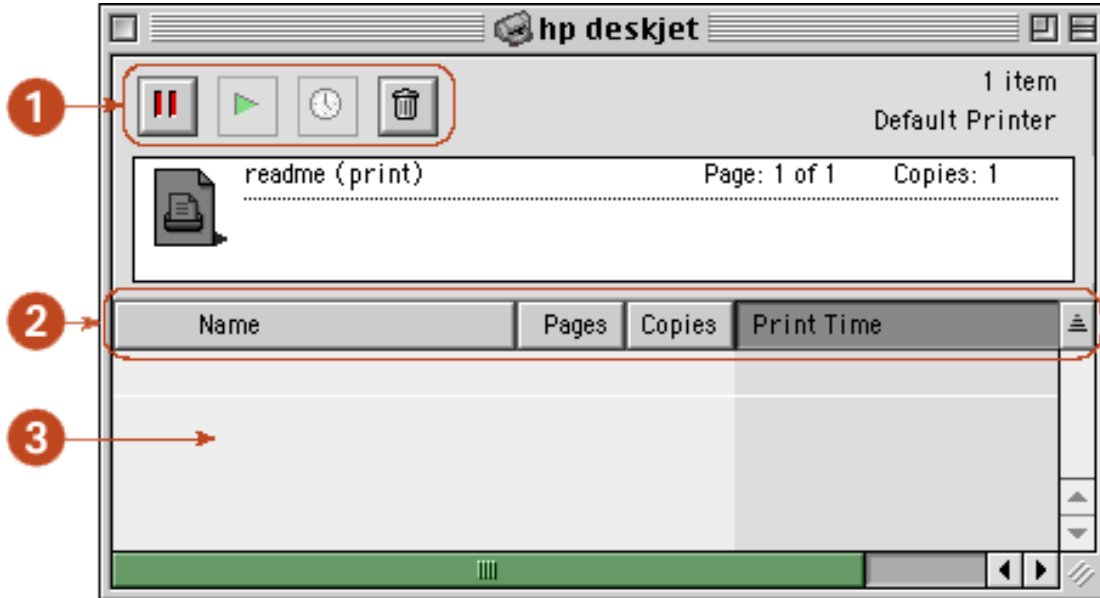 hp deskjet
1 item
Default Printer
1
readme (print) Page: 1 of 1 Copies: 1
2
Name Pages Copies Print Time
3